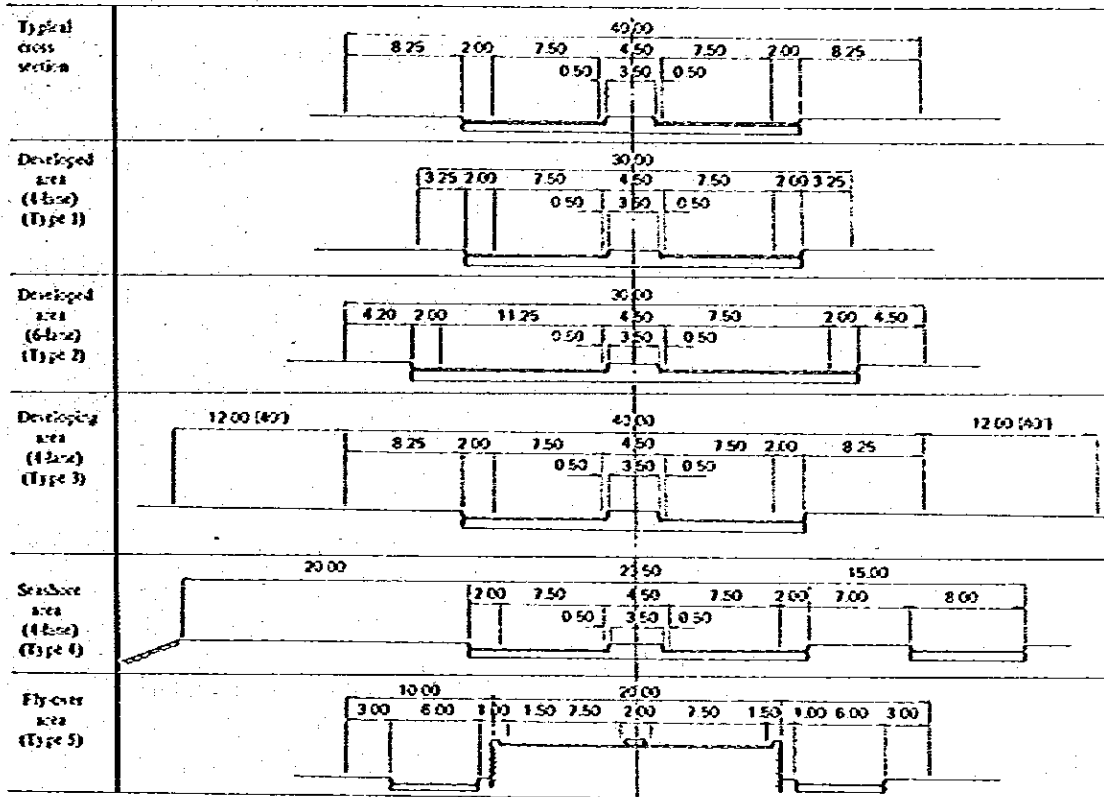 Typical cross section
40.00
8.25 2.00 7.50 4.50 7.50 2.00 8.25
0.50 3.50 0.50
Developed area (4-lane) (Type 1)
30.00
3.25 2.00 7.50 4.50 7.50 2.00 3.25
0.50 3.50 0.50
Developed area (6-lane) (Type 2)
30.00
4.20 2.00 11.25 4.50 7.50 2.00 4.50
0.50 3.50 0.50
Developing area (4-lane) (Type 3)
12.00 (40') 40.00 12.00 (40')
8.25 2.00 7.50 4.50 7.50 2.00 8.25
0.50 3.50 0.50
Seashore area (4-lane) (Type 4)
20.00 23.50 15.00
2.00 7.50 4.50 7.50 2.00 7.00 8.00
0.50 3.50 0.50
Fly-over area (Type 5)
10.00 20.00
3.00 6.00 1.00 1.50 7.50 2.00 7.50 1.50 1.00 6.00 3.00